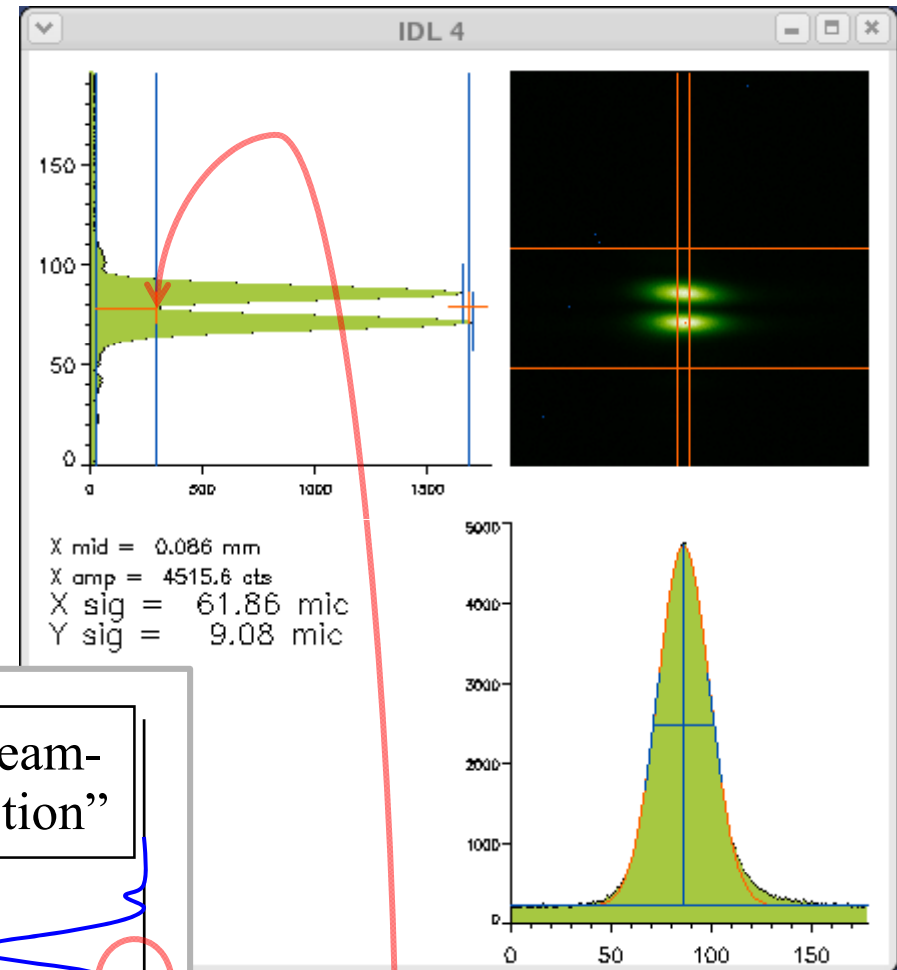 IDL 4
150
100
50
0
0 500 1000 1500
X mid = 0.086 mm
X amp = 4515.6 cts
X sig = 61.86 mic
Y sig = 9.08 mic
5000
4000
3000
2000
1000
0
0 50 100 150
eam-
tion”